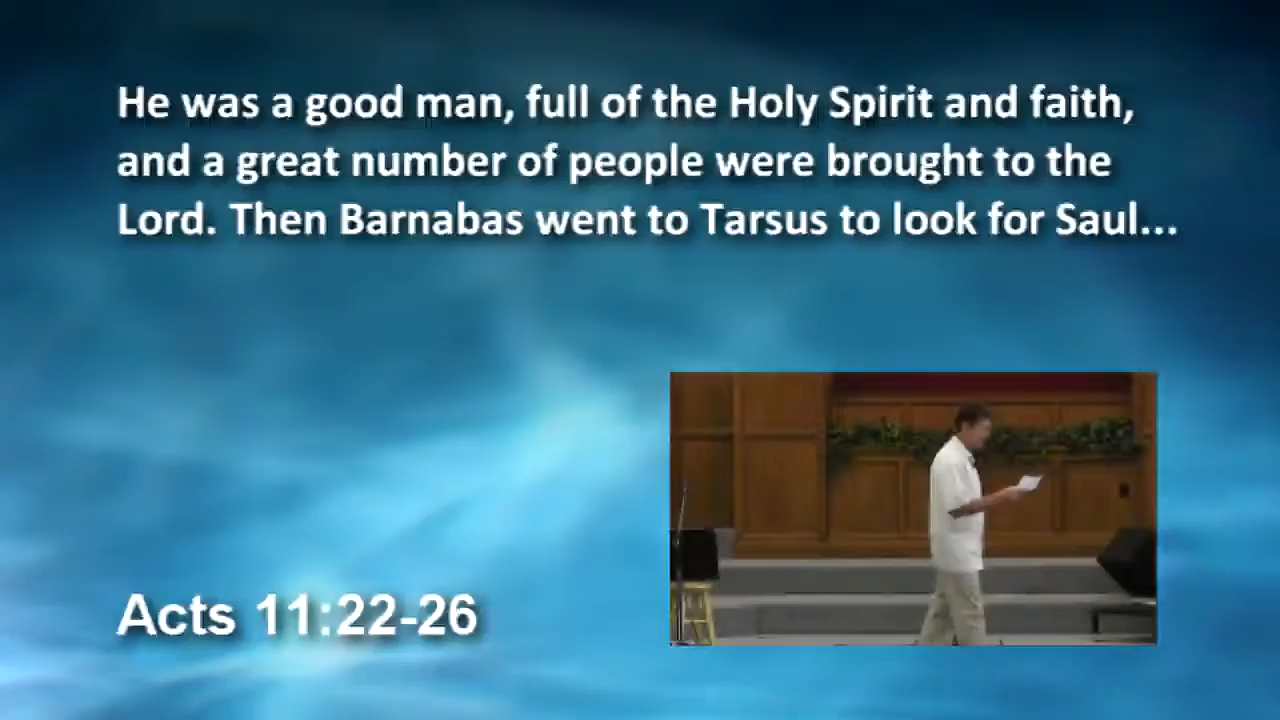 He was a good man, full of the Holy Spirit and faith,
and a great number of people were brought to the
Lord. Then Barnabas went to Tarsus to look for Saul...
Acts 11:22-26